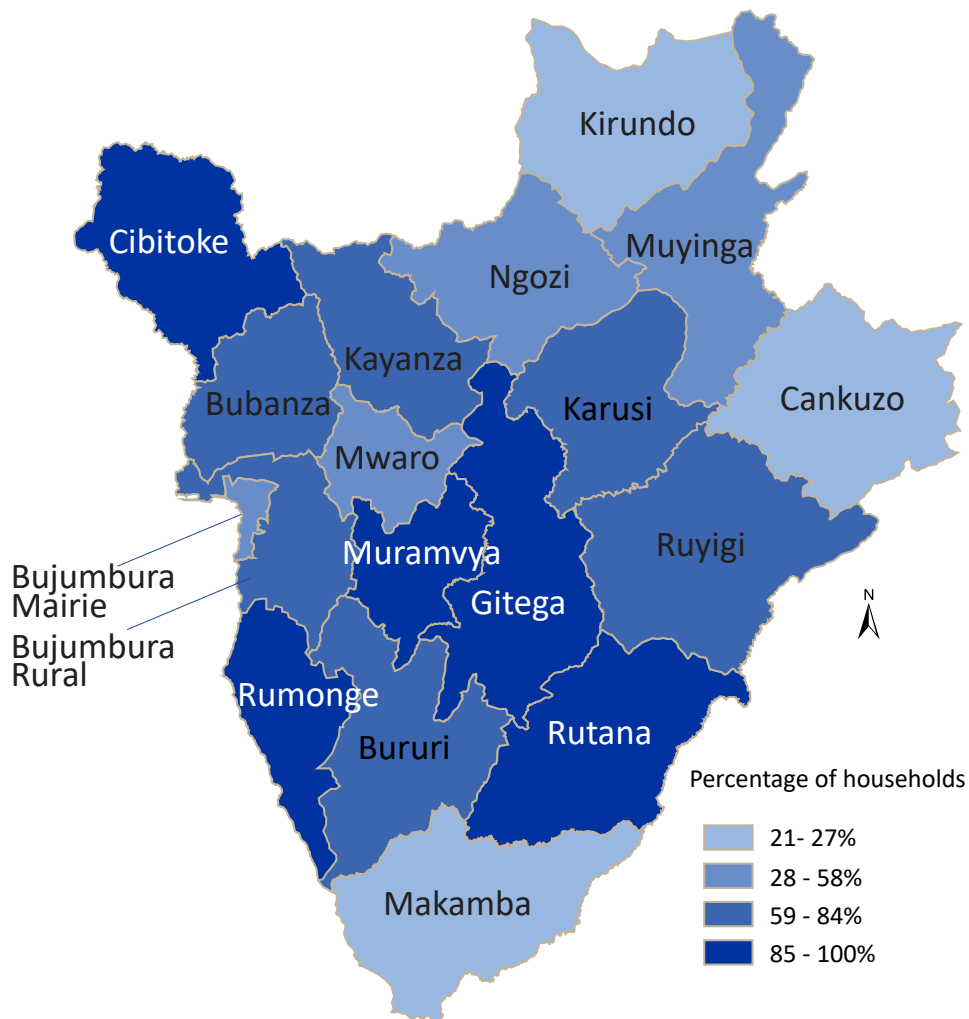 Kirundo
Cibitoke
Muyinga
Ngozi
Kayanza
Cankuzo
Bubanza
Karusi
Mwaro
Muramvya
Ruyigi
Bujumbura
Mairie
Gitega
N
Bujumbura
Rural
Rumonge
Rutana
Bururi
Percentage of households
21- 27%
28 - 58%
59 - 84%
85 - 100%
Makamba